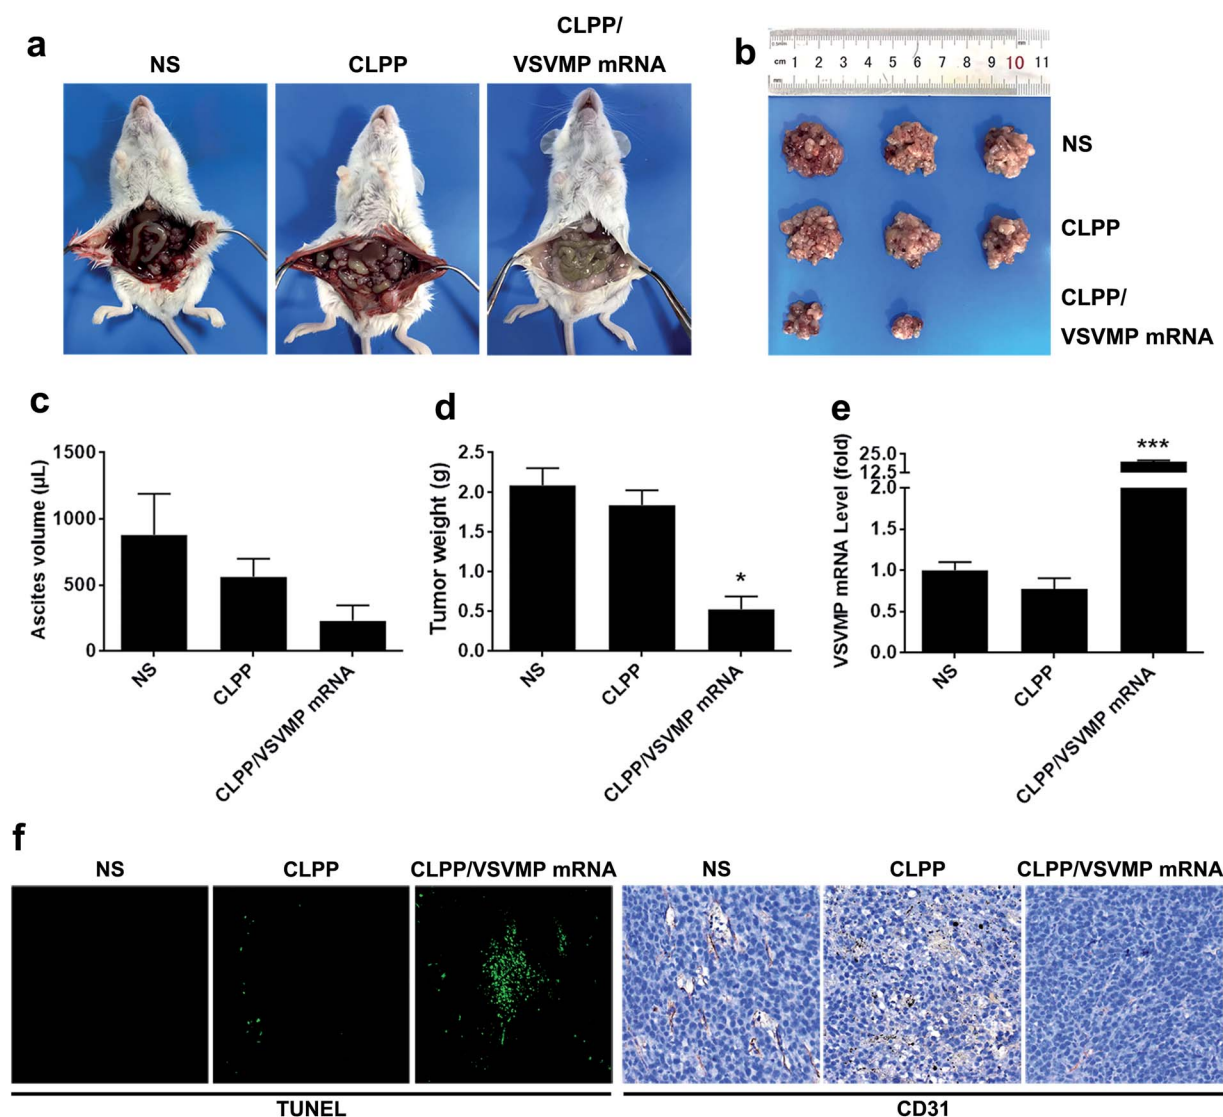 a
NS
CLPP
CLPP/
VSVMP mRNA
b
cm 1 2 3 4 5 6 7 8 9 10 11
NS
CLPP
CLPP/
VSVMP mRNA
c
Ascites volume (µL)
1500
1000
500
0
NS
CLPP
CLPP/VSVMP mRNA
d
Tumor weight (g)
2.5
2.0
1.5
1.0
0.5
0.0
*
NS
CLPP
CLPP/VSVMP mRNA
e
VSVMP mRNA Level (fold)
25.0
12.5
2.0
1.5
1.0
0.5
0.0
***
NS
CLPP
CLPP/VSVMP mRNA
f
NS
CLPP
CLPP/VSVMP mRNA
NS
CLPP
CLPP/VSVMP mRNA
TUNEL
CD31